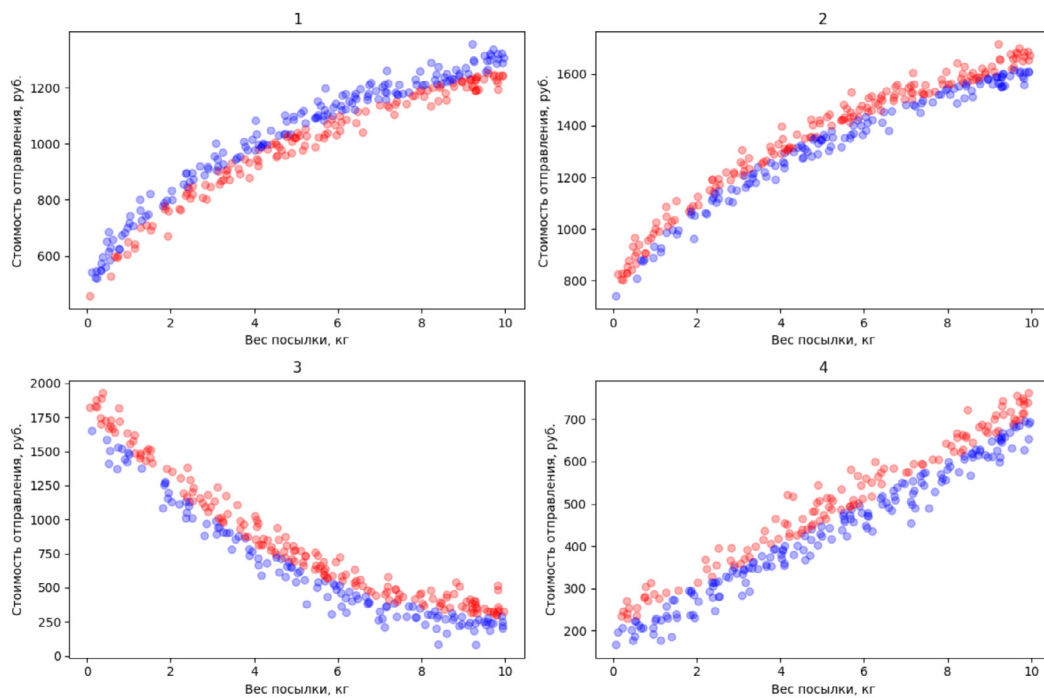 1
Стоимость отправления, руб.
1200
1000
800
600
0 2 4 6 8 10
Вес посылки, кг
2
Стоимость отправления, руб.
1600
1400
1200
1000
800
0 2 4 6 8 10
Вес посылки, кг
3
Стоимость отправления, руб.
2000
1750
1500
1250
1000
750
500
250
0
0 2 4 6 8 10
Вес посылки, кг
4
Стоимость отправления, руб.
700
600
500
400
300
200
0 2 4 6 8 10
Вес посылки, кг